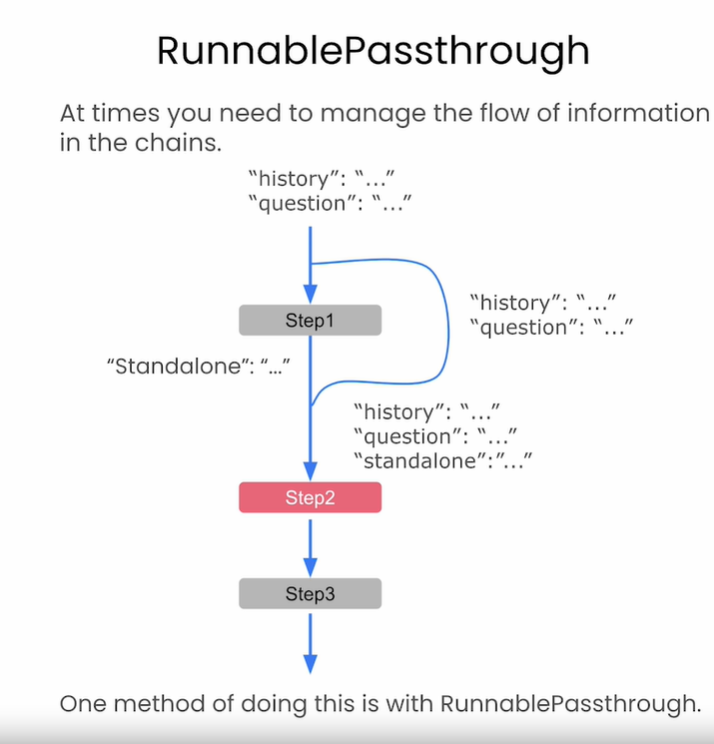 RunnablePassthrough
At times you need to manage the flow of information
in the chains.
“history”: “...”
“question”: “...”
“history”: “...”
“question”: “...”
Step1
“Standalone”: “...”
“history”: “...”
“question”: “...”
“standalone”:”...”
Step2
Step3
One method of doing this is with RunnablePassthrough.